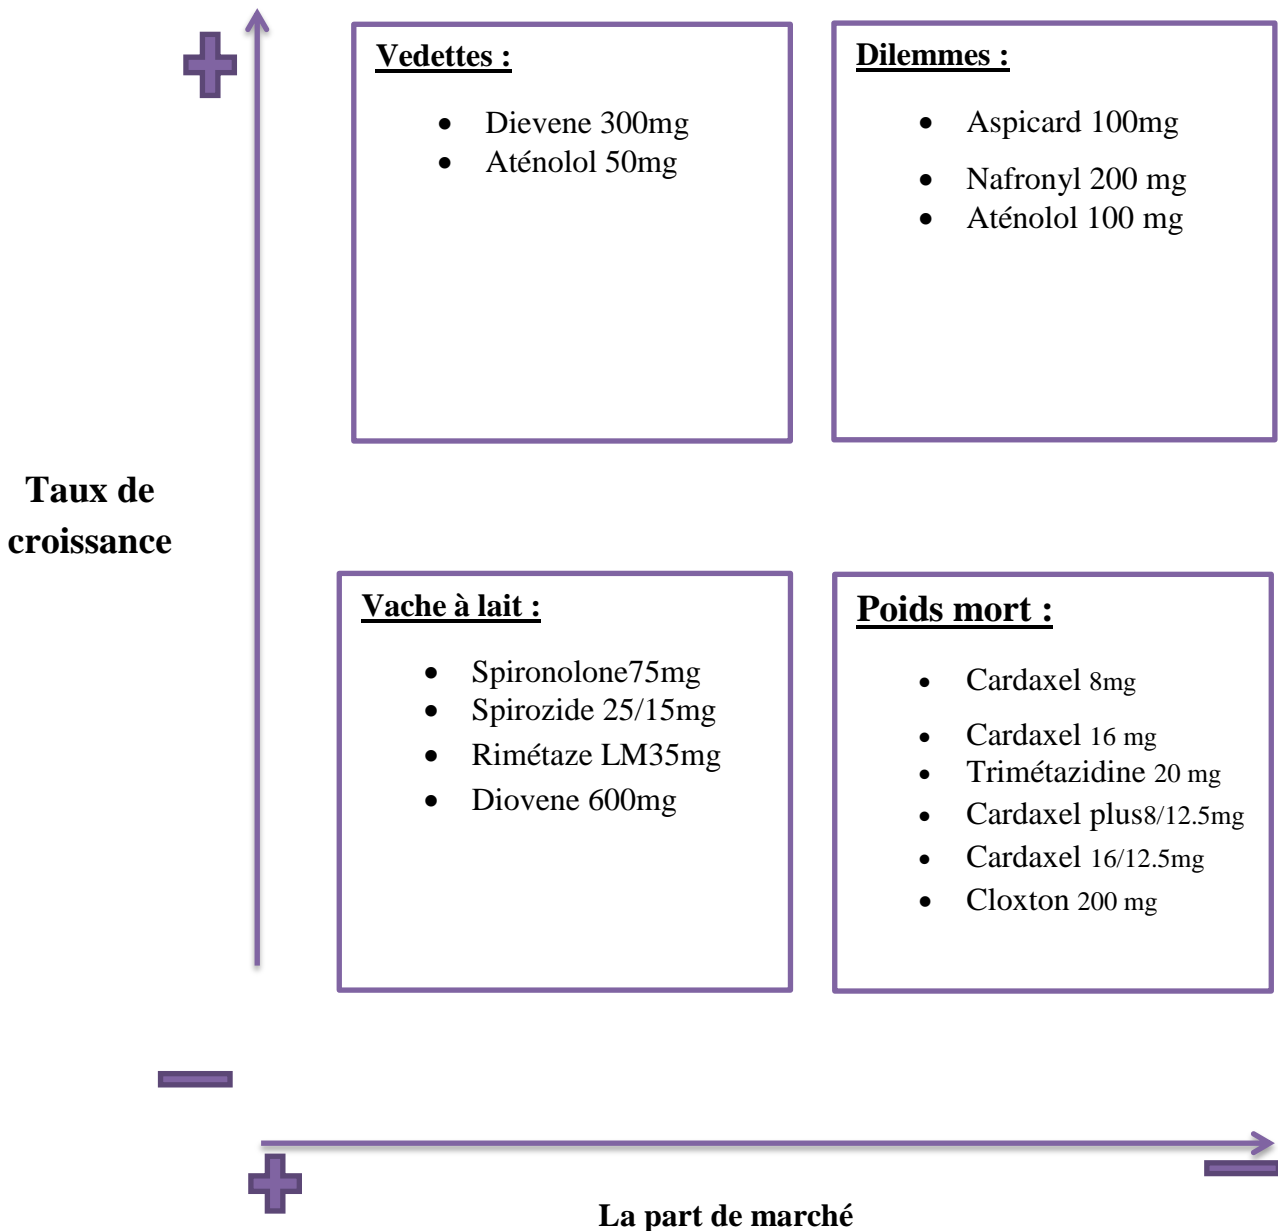 Vedettes :
Dievene 300mg
Aténolol 50mg
Dilemmes :
Aspicard 100mg
Nafronyl 200 mg
Aténolol 100 mg
Taux de
croissance
Vache à lait :
Spironolone75mg
Spirozide 25/15mg
Rimétaze LM35mg
Diovene 600mg
Poids mort :
Cardaxel 8mg
Cardaxel 16 mg
Trimétazidine 20 mg
Cardaxel plus8/12.5mg
Cardaxel 16/12.5mg
Cloxton 200 mg
La part de marché